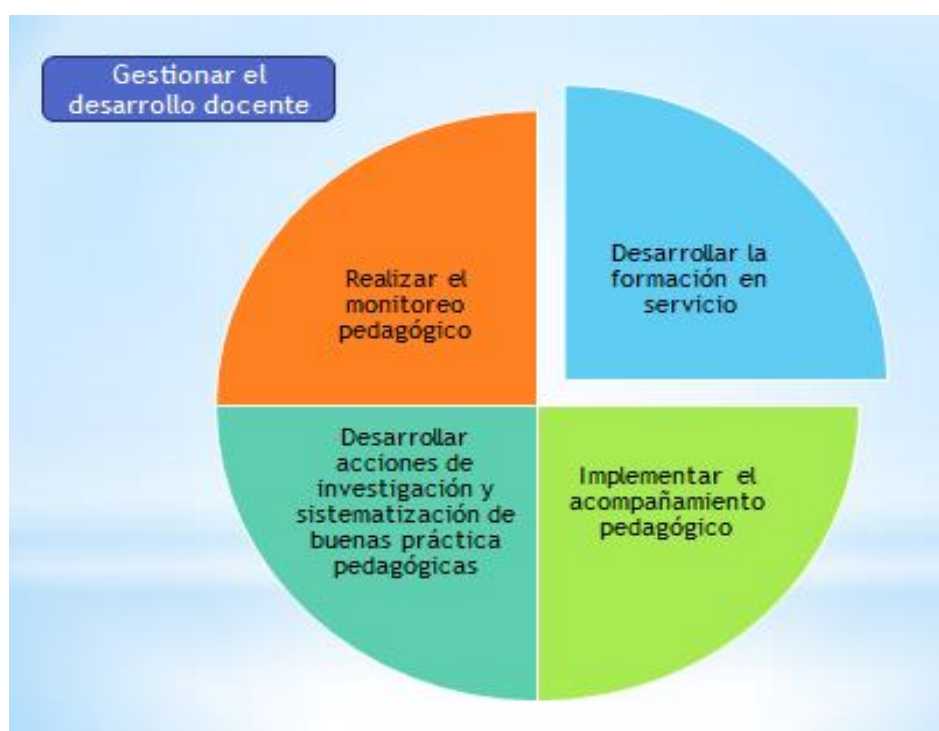 Gestionar el
desarrollo docente
Realizar el
monitoreo
pedagógico
Desarrollar la
formación en
servicio
Desarrollar
acciones de
investigación y
sistematización de
buenas práctica
pedagógicas
Implementar el
acompañamiento
pedagógico